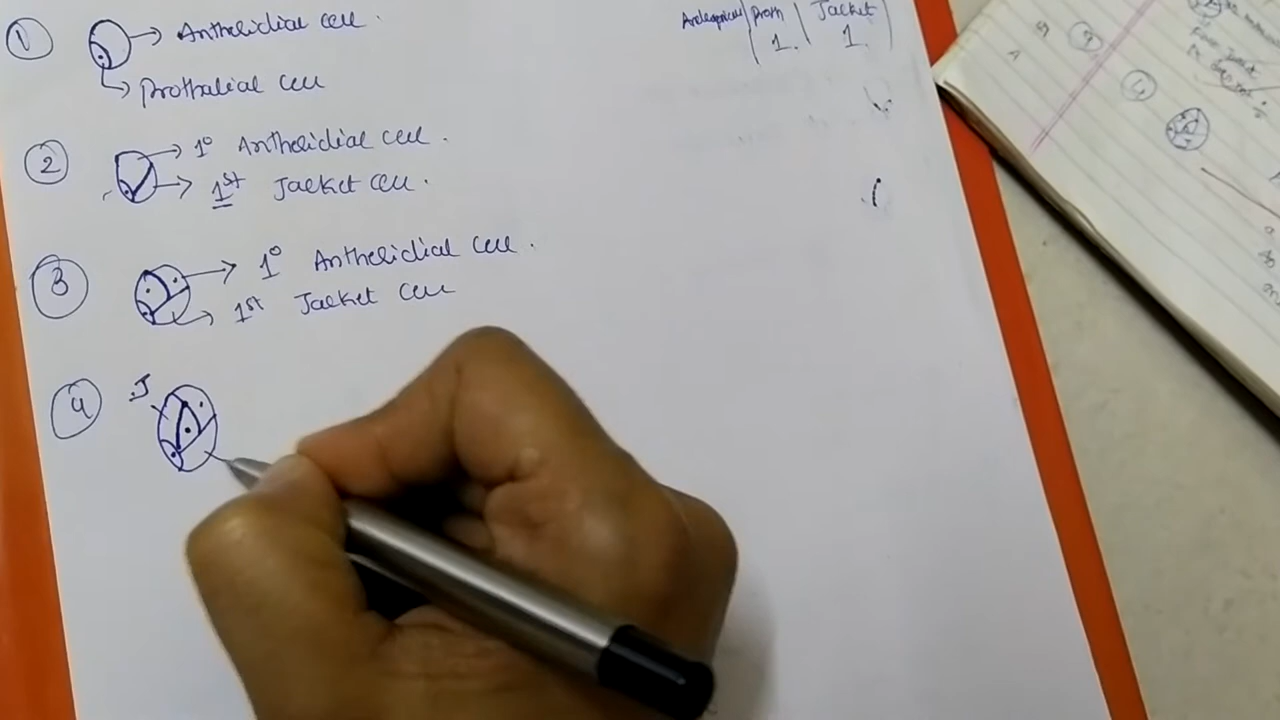 1 Antheridial cell.
Prothalial cell
2 1° Antheridial cell.
1st Jacket cell.
3 1° Antheridial cell.
1st Jacket cell
4 J
Proth Jacket
1. 1.